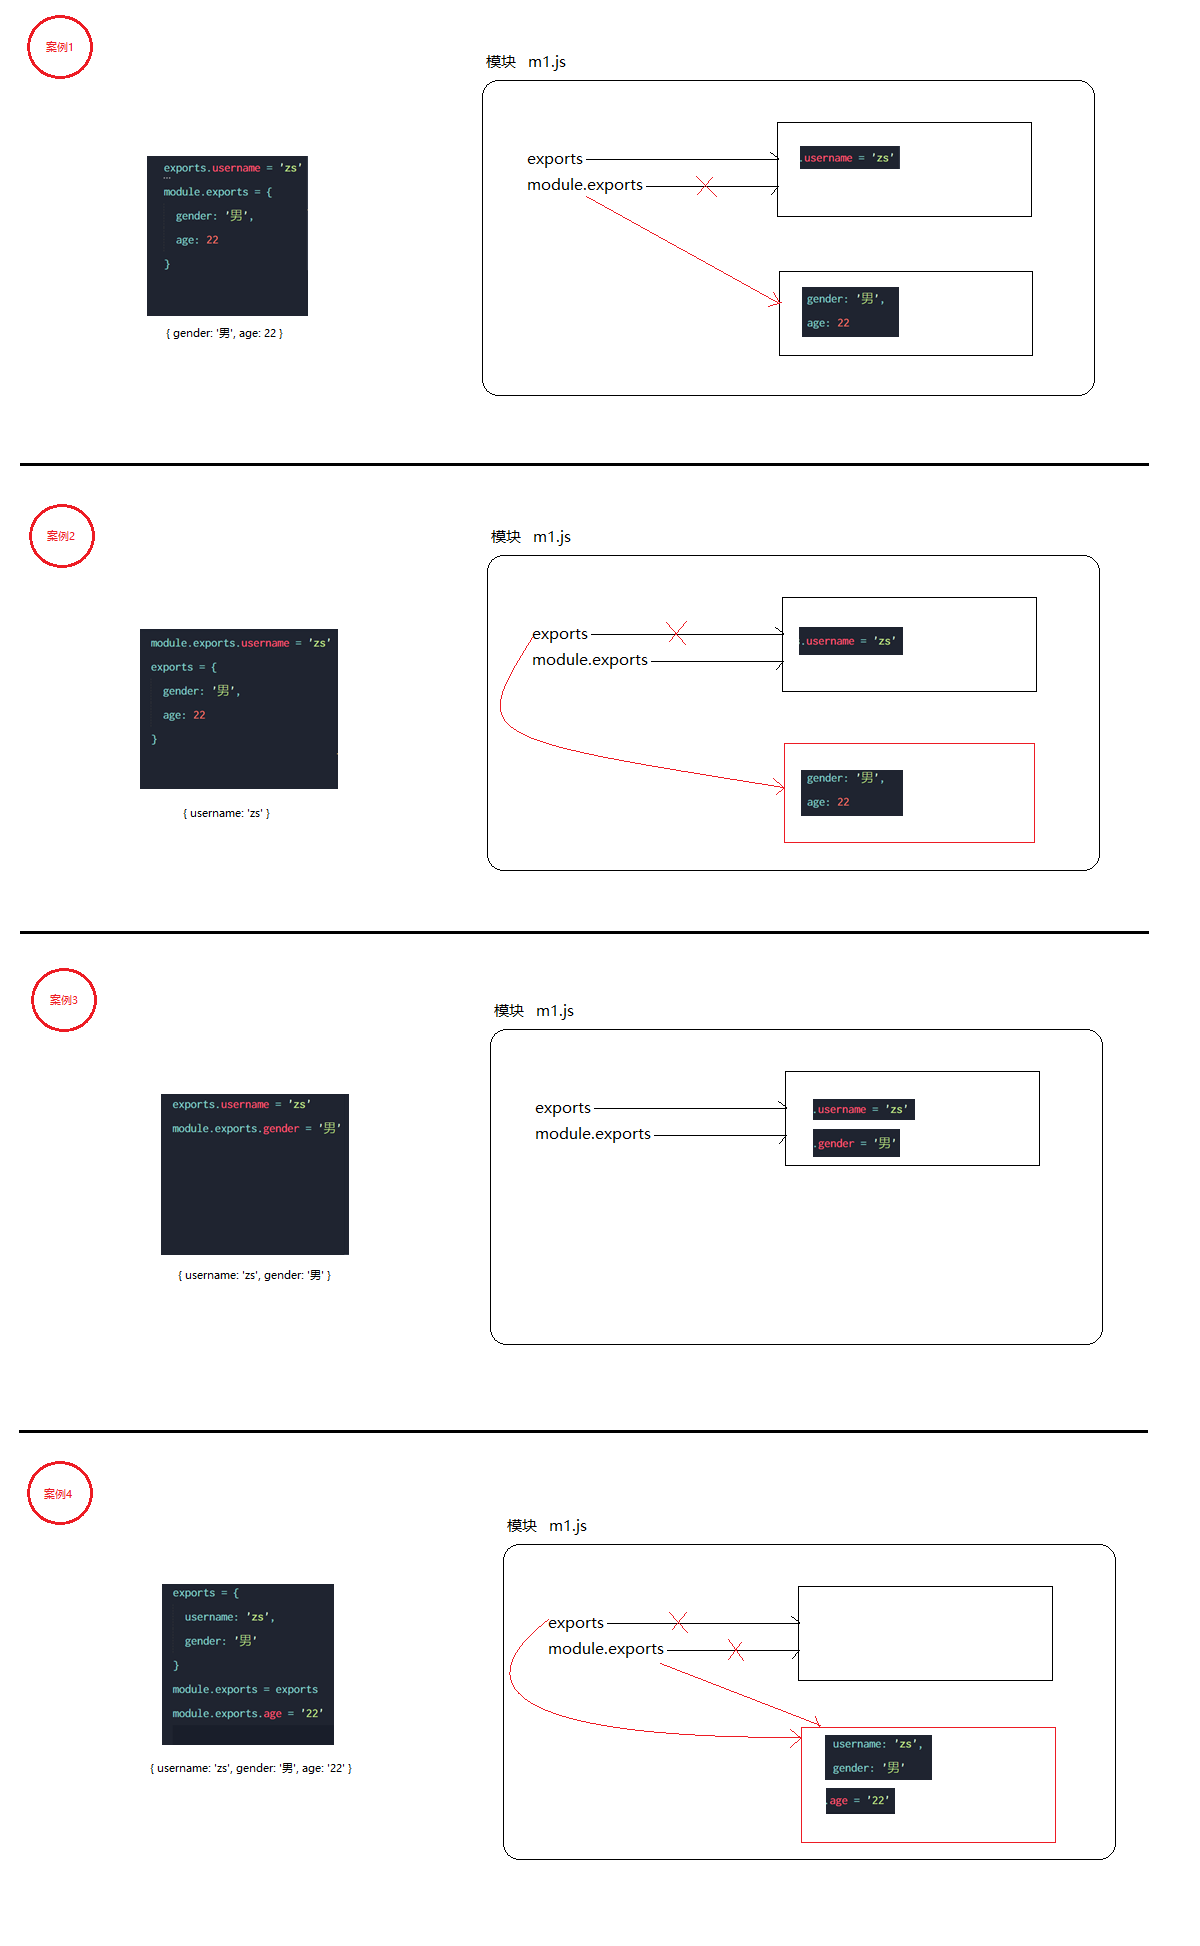 案例1
模块 m1.js
exports.username = 'zs'
module.exports = {
gender: '男',
age: 22
}
{ gender: '男', age: 22 }
exports
module.exports
.username = 'zs'
gender: '男',
age: 22
案例2
模块 m1.js
module.exports.username = 'zs'
exports = {
gender: '男',
age: 22
}
{ username: 'zs' }
exports
module.exports
.username = 'zs'
gender: '男',
age: 22
案例3
模块 m1.js
exports.username = 'zs'
module.exports.gender = '男'
{ username: 'zs', gender: '男' }
exports
module.exports
.username = 'zs'
.gender = '男'
案例4
模块 m1.js
exports = {
username: 'zs',
gender: '男'
}
module.exports = exports
module.exports.age = '22'
{ username: 'zs', gender: '男', age: '22' }
exports
module.exports
username: 'zs',
gender: '男'
.age = '22'